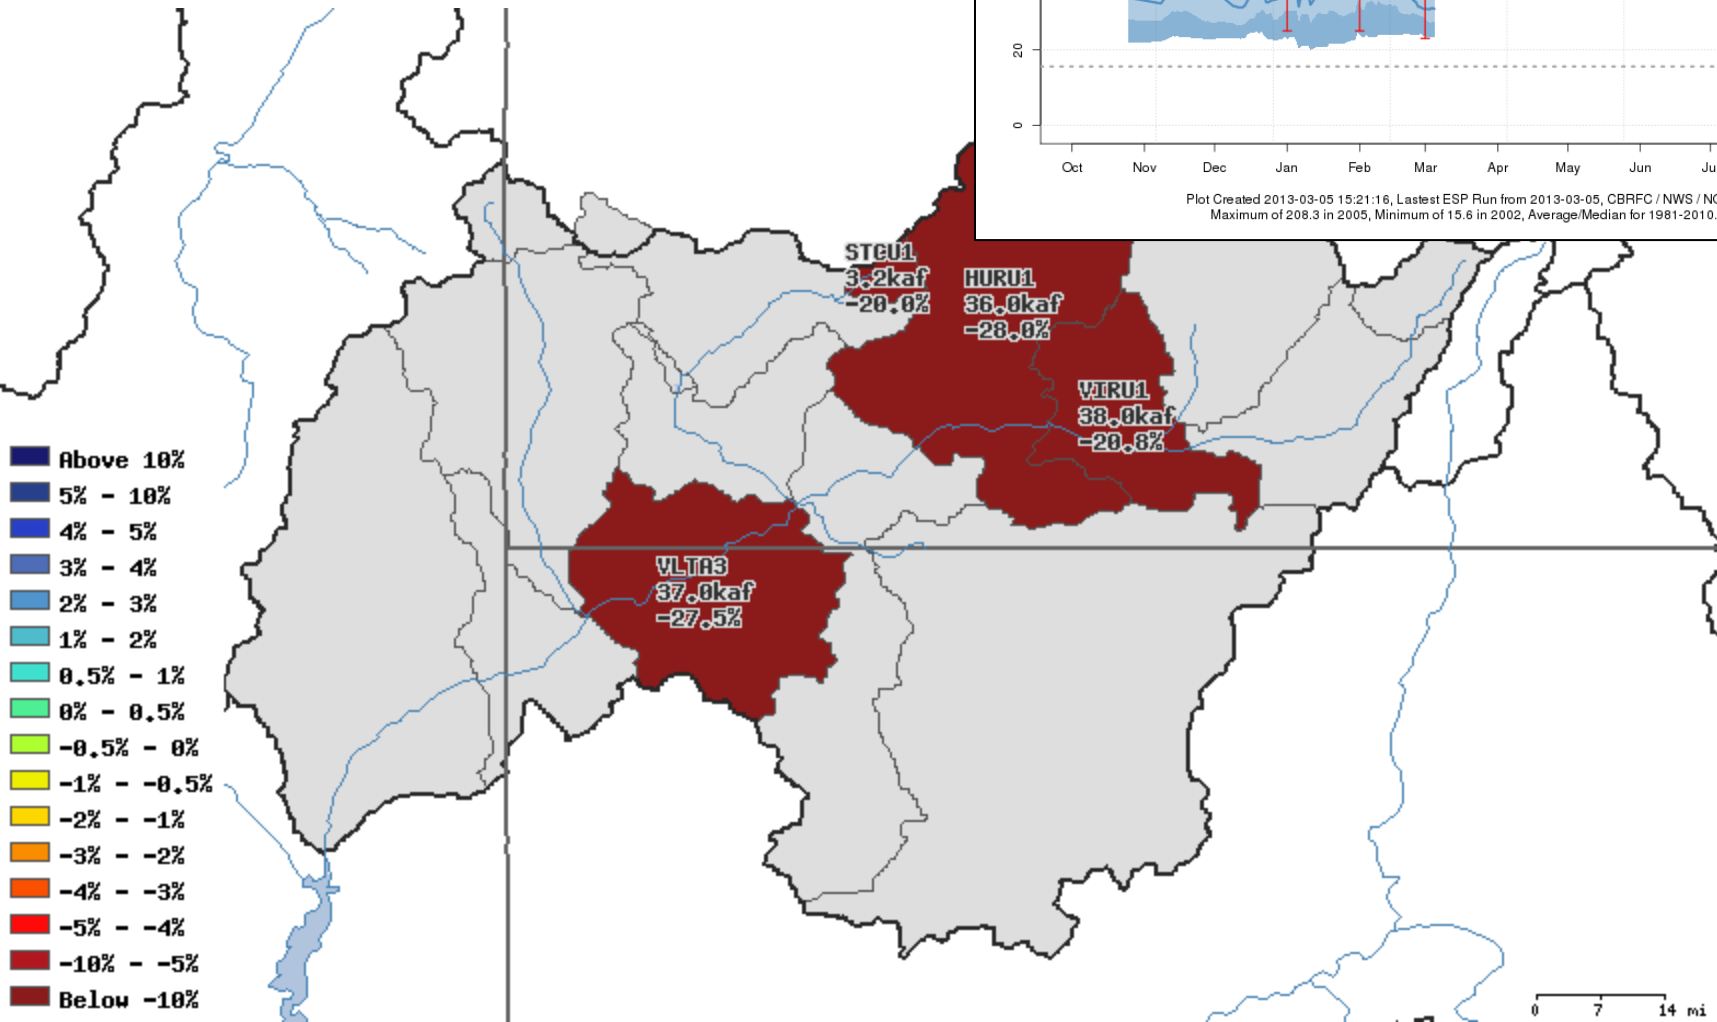 20
0
Oct Nov Dec Jan Feb Mar Apr May Jun
Plot Created 2013-03-05 15:21:16, Lastest ESP Run from 2013-03-05, CBRFC / NWS /
Maximum of 208.3 in 2005, Minimum of 15.6 in 2002, Average/Median for 1981-2010.
STGU1
3.2kaf
-20.0%
HURU1
36.0kaf
-28.0%
VIRU1
38.0kaf
-20.8%
VLTA3
37.0kaf
-27.5%
Above 10%
5% - 10%
4% - 5%
3% - 4%
2% - 3%
1% - 2%
0.5% - 1%
0% - 0.5%
-0.5% - 0%
-1% - -0.5%
-2% - -1%
-3% - -2%
-4% - -3%
-5% - -4%
-10% - -5%
Below -10%
0 7 14 mi